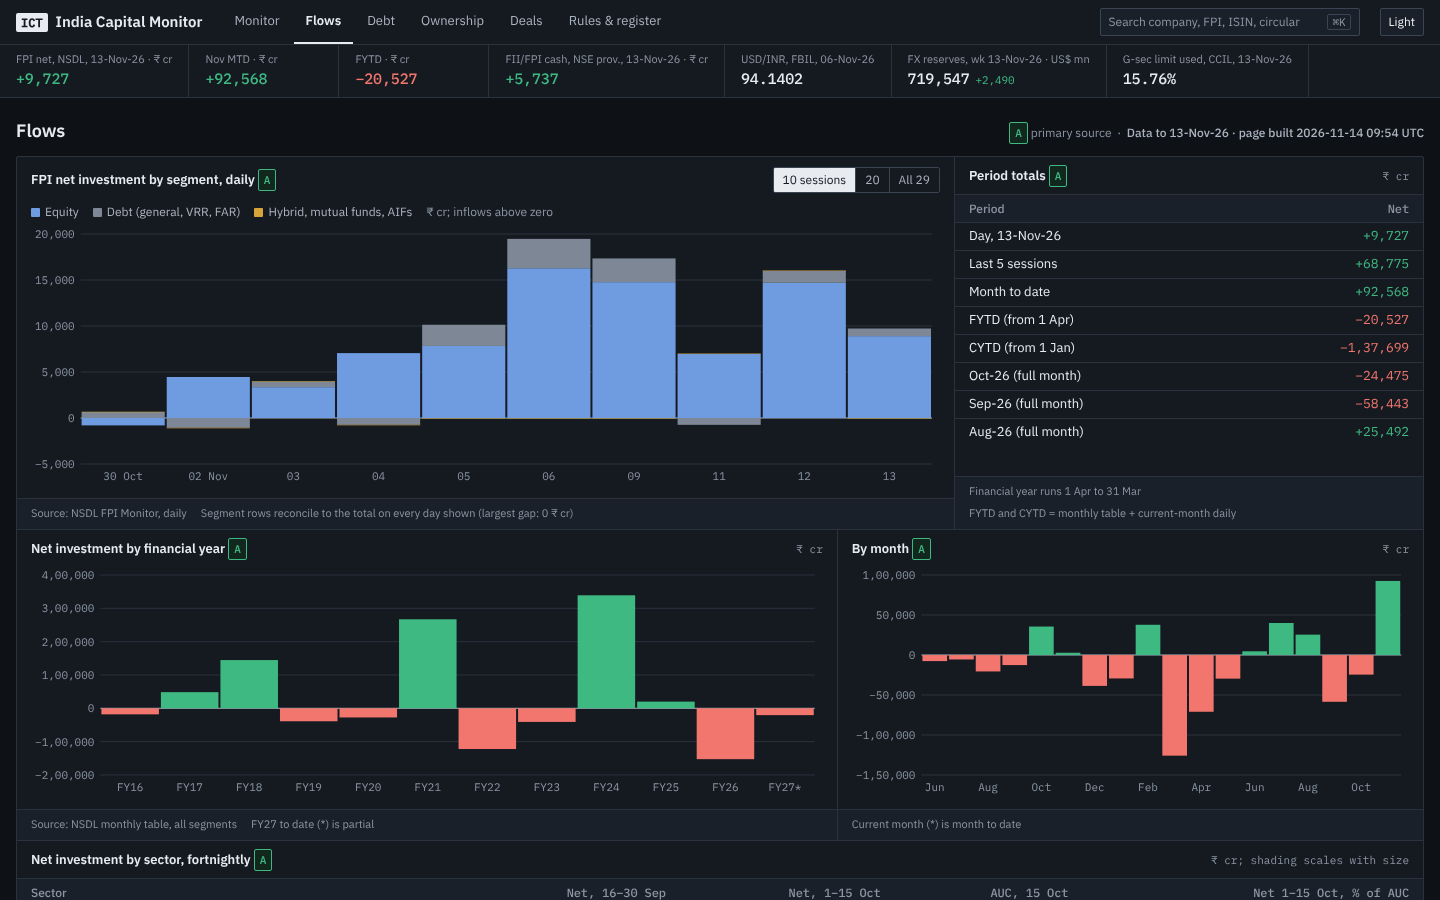 ICT India Capital Monitor Monitor Flows Debt Ownership Deals Rules & register Search company, FPI, ISIN, circular ⌘K Light
FPI net, NSDL, 13-Nov-26 · ₹ cr
+9,727
Nov MTD · ₹ cr
+92,568
FYTD · ₹ cr
−20,527
FII/FPI cash, NSE prov., 13-Nov-26 · ₹ cr
+5,737
USD/INR, FBIL, 06-Nov-26
94.1402
FX reserves, wk 13-Nov-26 · US$ mn
719,547 +2,490
G-sec limit used, CCIL, 13-Nov-26
15.76%
Flows
A primary source · Data to 13-Nov-26 · page built 2026-11-14 09:54 UTC
FPI net investment by segment, daily A
10 sessions 20 All 29
Equity Debt (general, VRR, FAR) Hybrid, mutual funds, AIFs ₹ cr; inflows above zero
20,000
15,000
10,000
5,000
0
−5,000
30 Oct 02 Nov 03 04 05 06 09 11 12 13
Source: NSDL FPI Monitor, daily Segment rows reconcile to the total on every day shown (largest gap: 0 ₹ cr)
Period totals A ₹ cr
Period Net
Day, 13-Nov-26 +9,727
Last 5 sessions +68,775
Month to date +92,568
FYTD (from 1 Apr) −20,527
CYTD (from 1 Jan) −1,37,699
Oct-26 (full month) −24,475
Sep-26 (full month) −58,443
Aug-26 (full month) +25,492
Financial year runs 1 Apr to 31 Mar
FYTD and CYTD = monthly table + current-month daily
Net investment by financial year A ₹ cr
4,00,000
3,00,000
2,00,000
1,00,000
0
−1,00,000
−2,00,000
FY16 FY17 FY18 FY19 FY20 FY21 FY22 FY23 FY24 FY25 FY26 FY27*
Source: NSDL monthly table, all segments FY27 to date (*) is partial
By month A ₹ cr
1,00,000
50,000
0
−50,000
−1,00,000
−1,50,000
Jun Aug Oct Dec Feb Apr Jun Aug Oct
Current month (*) is month to date
Net investment by sector, fortnightly A ₹ cr; shading scales with size
Sector Net, 16–30 Sep Net, 1–15 Oct AUC, 15 Oct Net 1–15 Oct, % of AUC